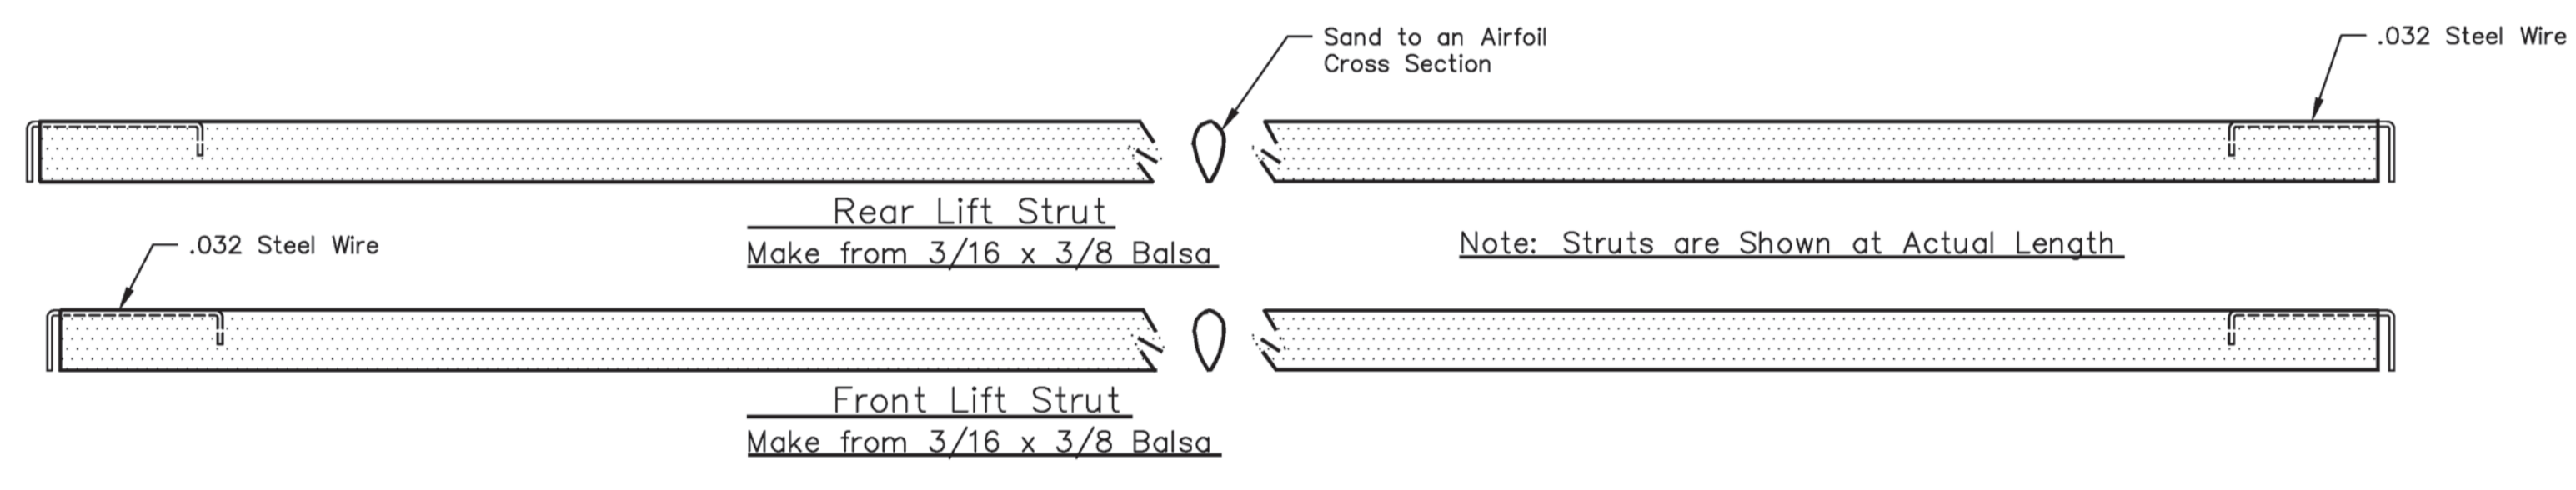 Sand to an Airfoil
Cross Section
.032 Steel Wire
Rear Lift Strut
Make from 3/16 x 3/8 Balsa
.032 Steel Wire
Note: Struts are Shown at Actual Length
Front Lift Strut
Make from 3/16 x 3/8 Balsa